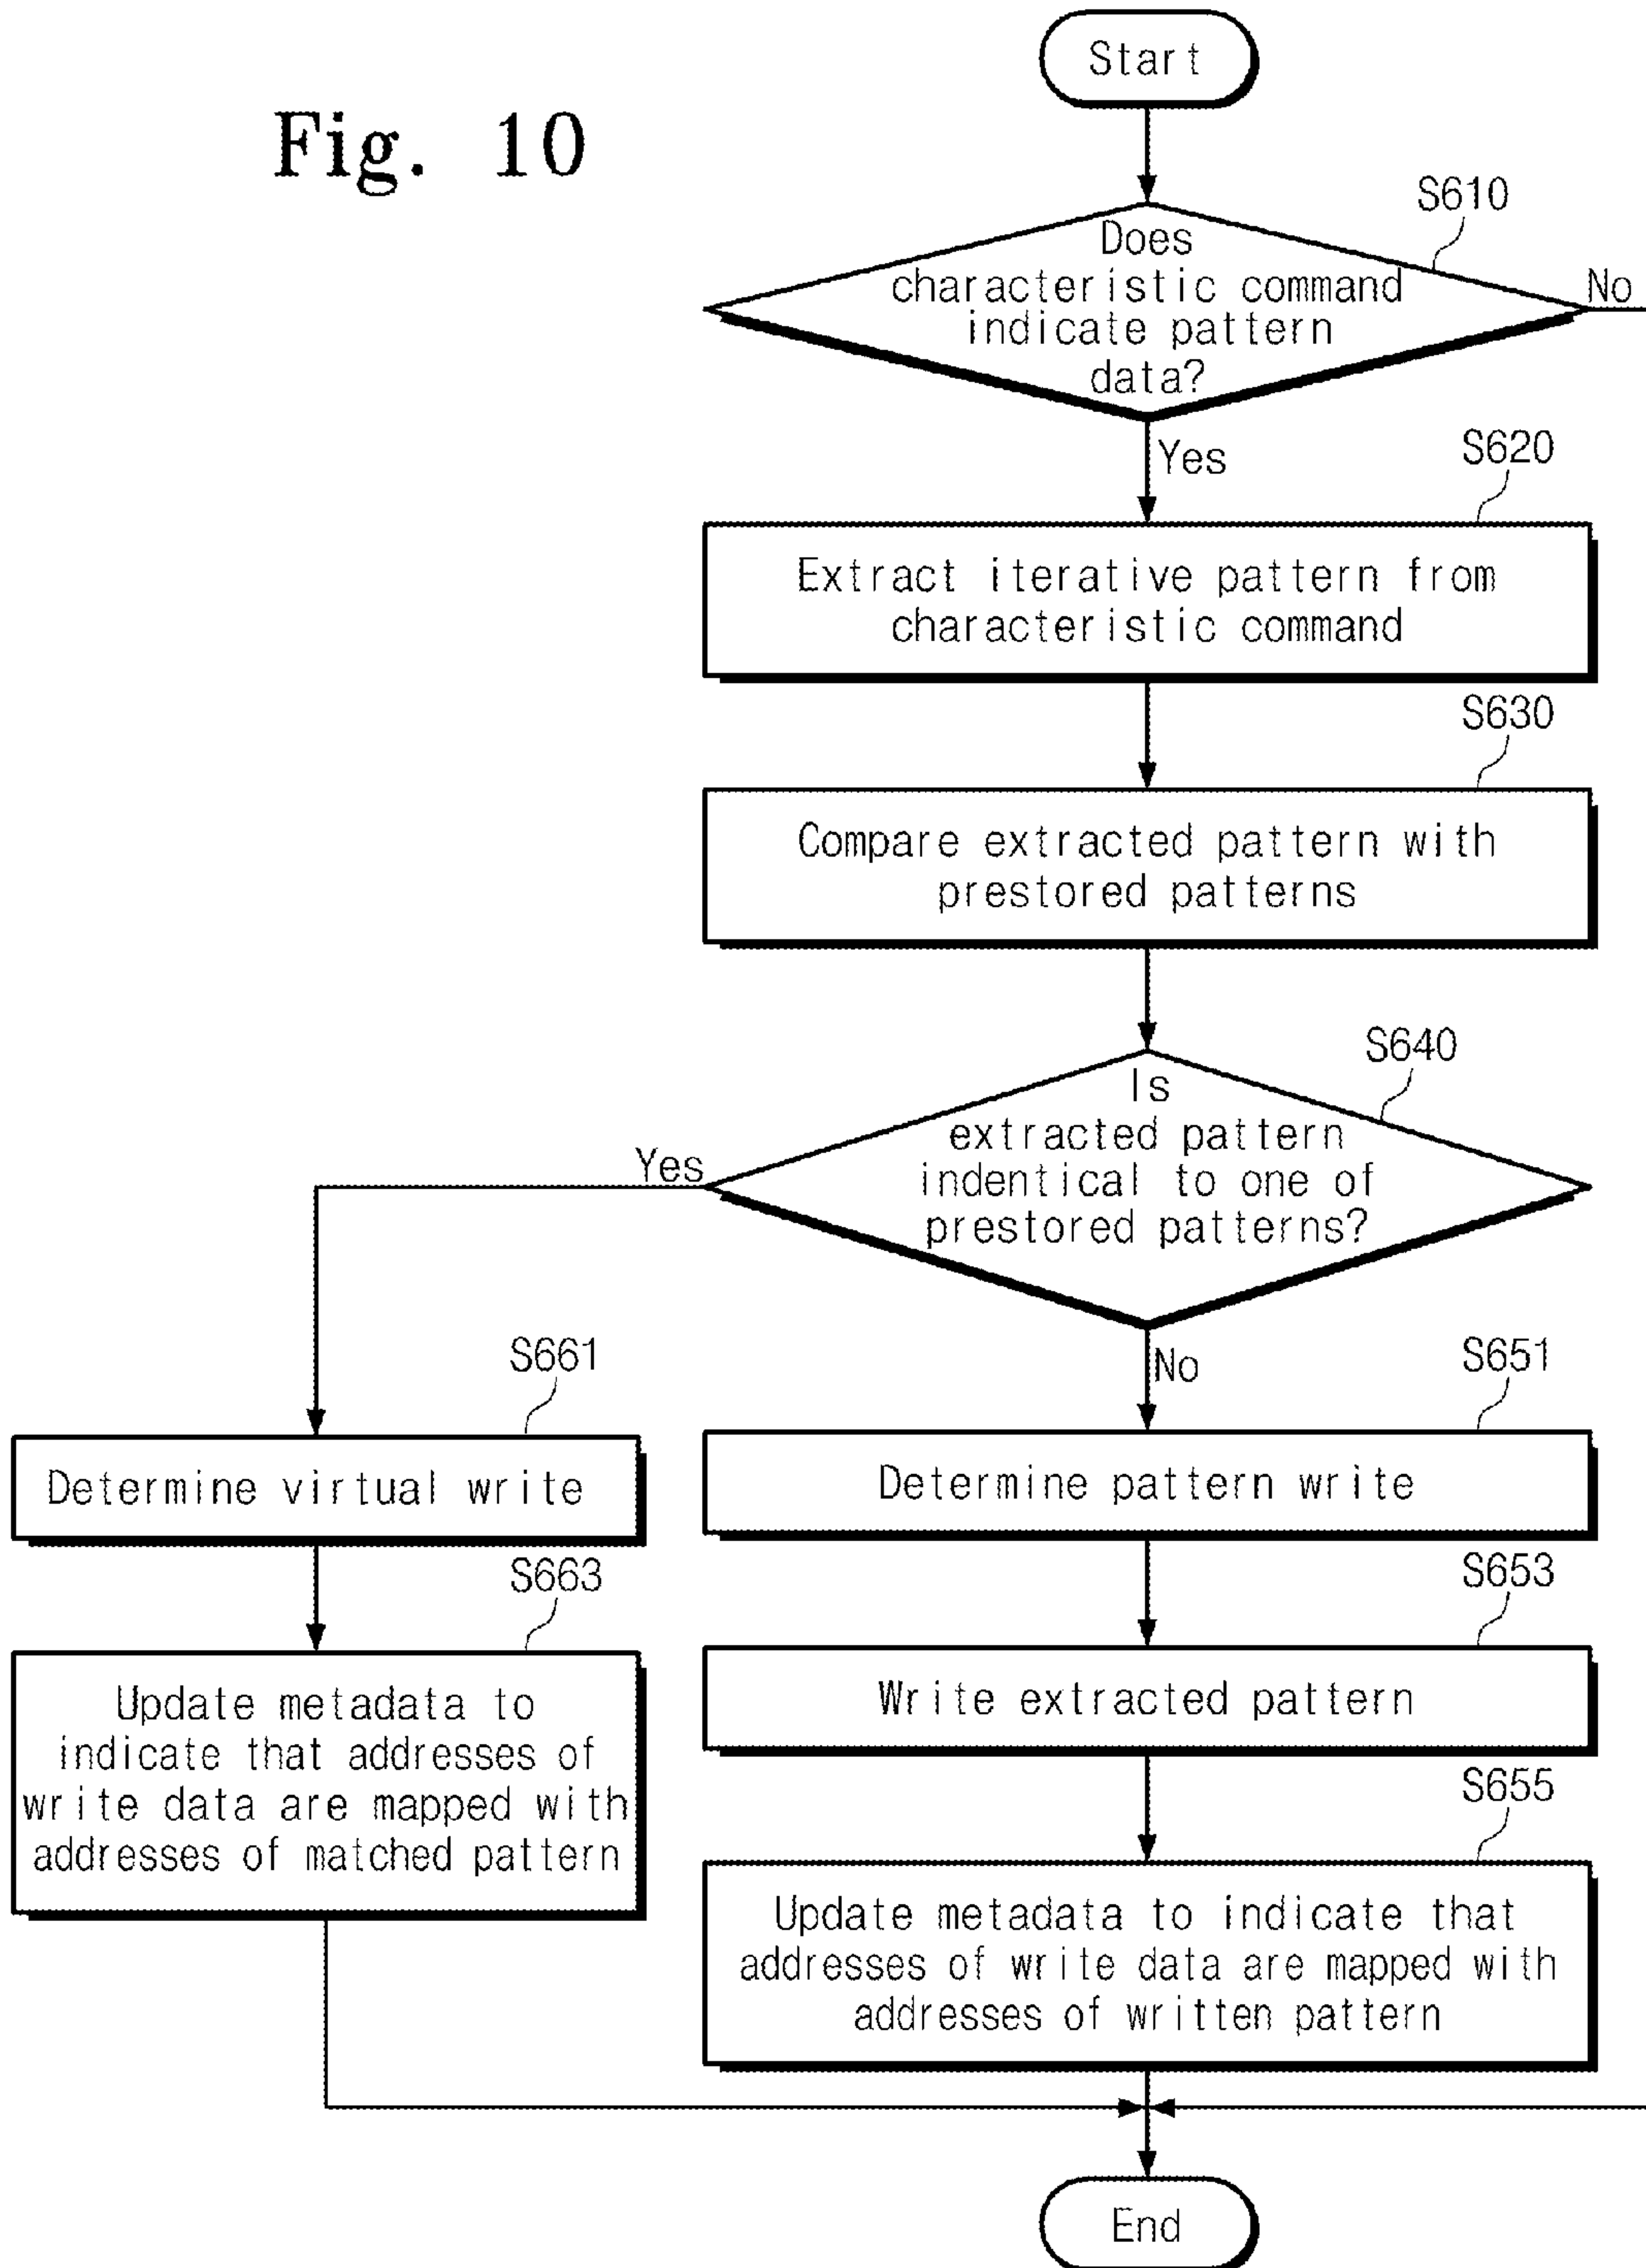 Fig. 10
Start
S610
Does
characteristic command
indicate pattern
data?
No
Yes
S620
Extract iterative pattern from
characteristic command
S630
Compare extracted pattern with
prestored patterns
S640
Is
extracted pattern
indentical to one of
prestored patterns?
Yes
No
S661
Determine virtual write
S651
Determine pattern write
S663
Update metadata to
indicate that addresses of
write data are mapped with
addresses of matched pattern
S653
Write extracted pattern
S655
Update metadata to indicate that
addresses of write data are mapped with
addresses of written pattern
End